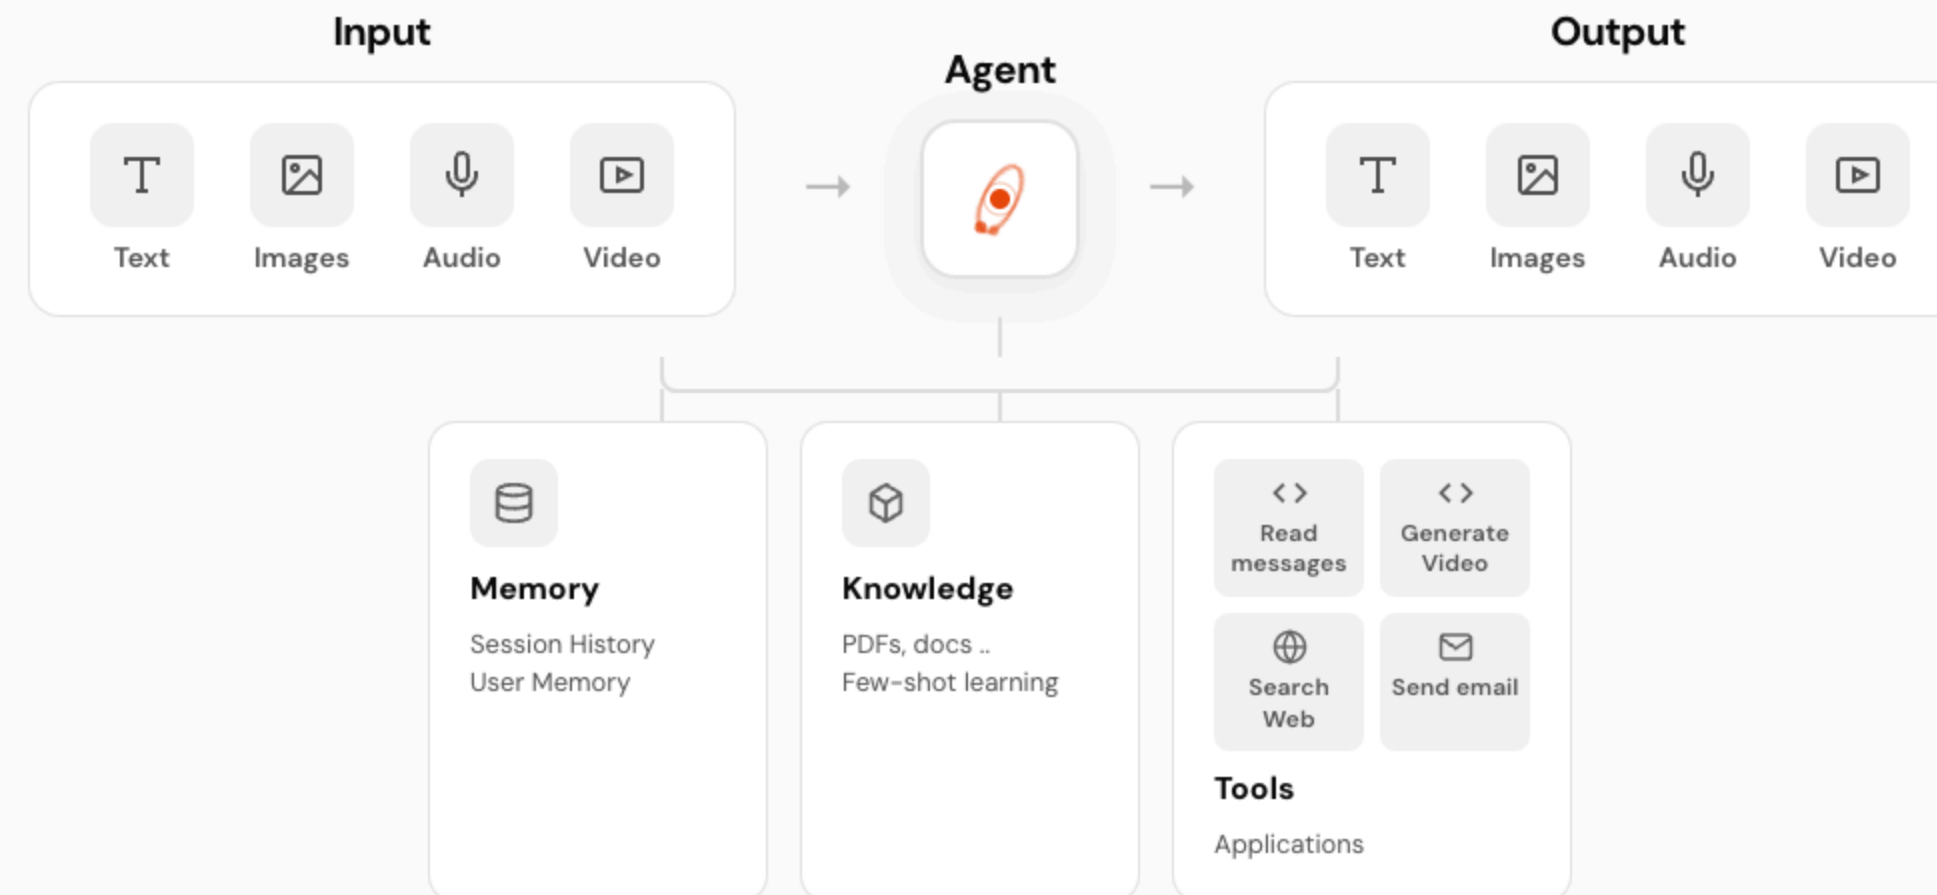 Input
Agent
Output
Text
Images
Audio
Video
Text
Images
Audio
Video
Memory
Session History
User Memory
Knowledge
PDFs, docs ..
Few-shot learning
Read
messages
Generate
Video
Search
Web
Send email
Tools
Applications